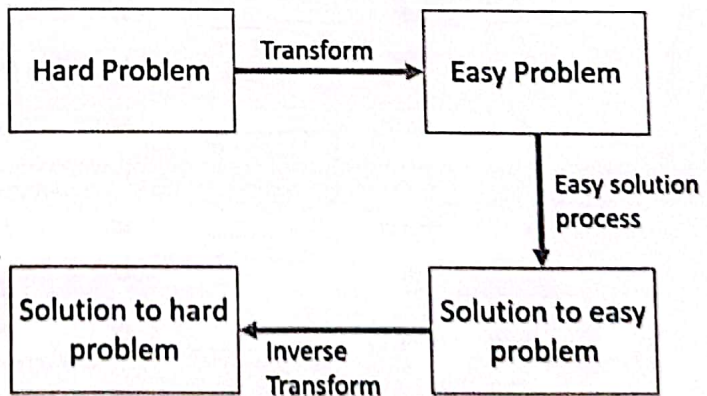 Hard Problem
Transform
Easy Problem
Easy solution
process
Solution to hard
problem
Inverse
Transform
Solution to easy
problem